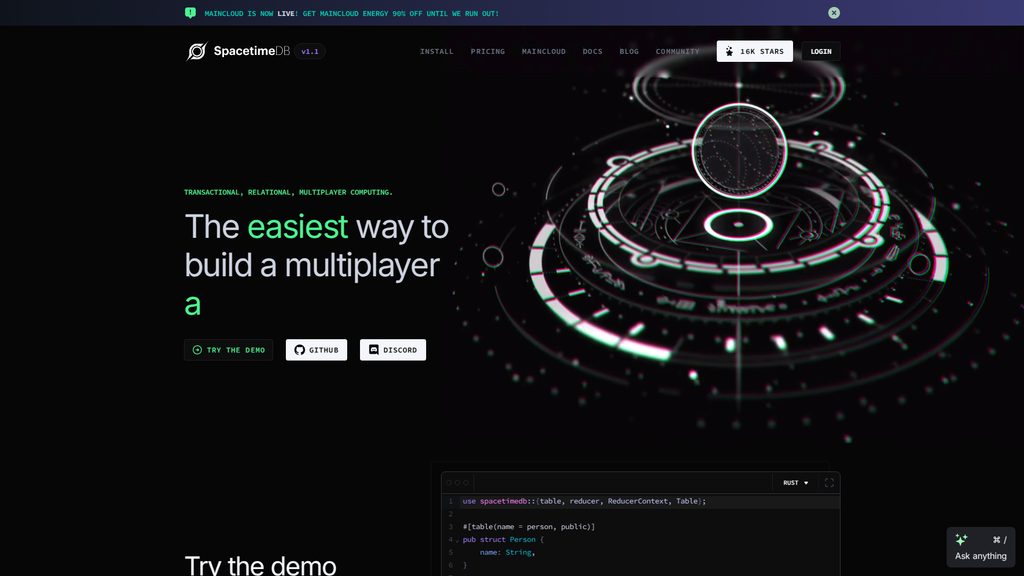 MAINCLOUD IS NOW LIVE! GET MAINCLOUD ENERGY 90% OFF UNTIL WE RUN OUT!
SpacetimeDB v1.1
INSTALL PRICING MAINCLOUD DOCS BLOG COMMUNITY 16K STARS LOGIN
TRANSACTIONAL, RELATIONAL, MULTIPLAYER COMPUTING.
The easiest way to
build a multiplayer
a
TRY THE DEMO GITHUB DISCORD
RUST
1 use spacetimedb::{table, reducer, ReducerContext, Table};
2
3 #[table(name = person, public)]
4 pub struct Person {
5 name: String,
6 }
Try the demo
⌘ /
Ask anything